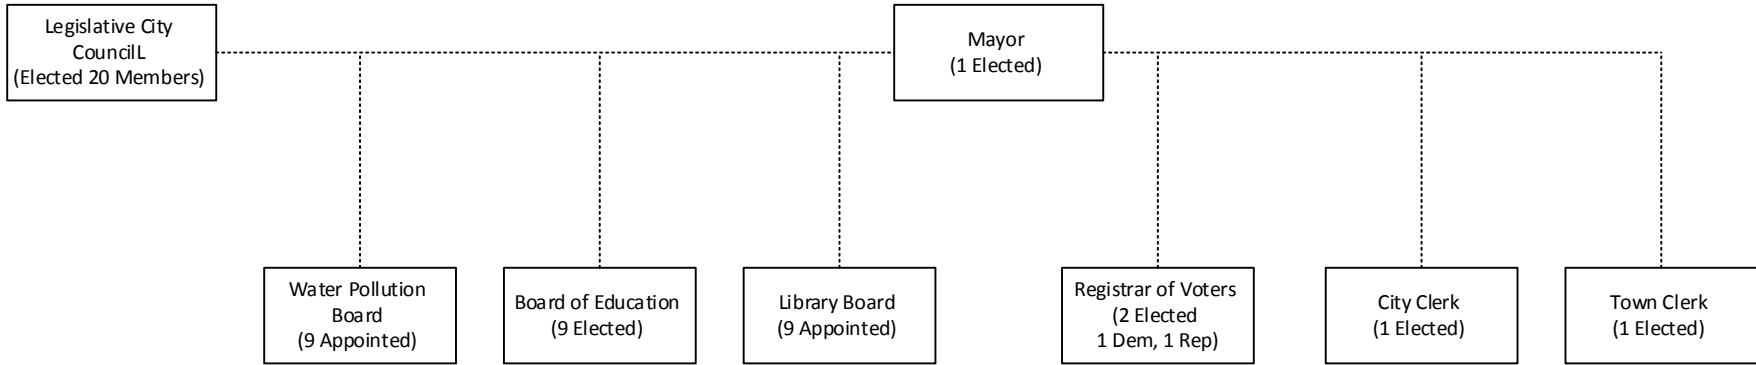 Legislative City
CouncilL
(Elected 20 Members)
Mayor
(1 Elected)
Water Pollution
Board
(9 Appointed)
Board of Education
(9 Elected)
Library Board
(9 Appointed)
Registrar of Voters
(2 Elected
1 Dem, 1 Rep)
City Clerk
(1 Elected)
Town Clerk
(1 Elected)